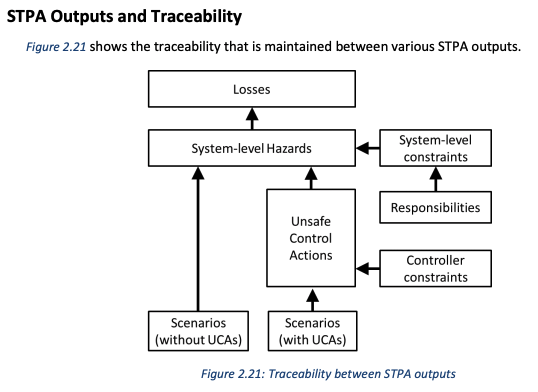 STPA Outputs and Traceability
Figure 2.21 shows the traceability that is maintained between various STPA outputs.
Losses
System-level Hazards
System-level
constraints
Responsibilities
Unsafe
Control
Actions
Controller
constraints
Scenarios
(without UCAs)
Scenarios
(with UCAs)
Figure 2.21: Traceability between STPA outputs